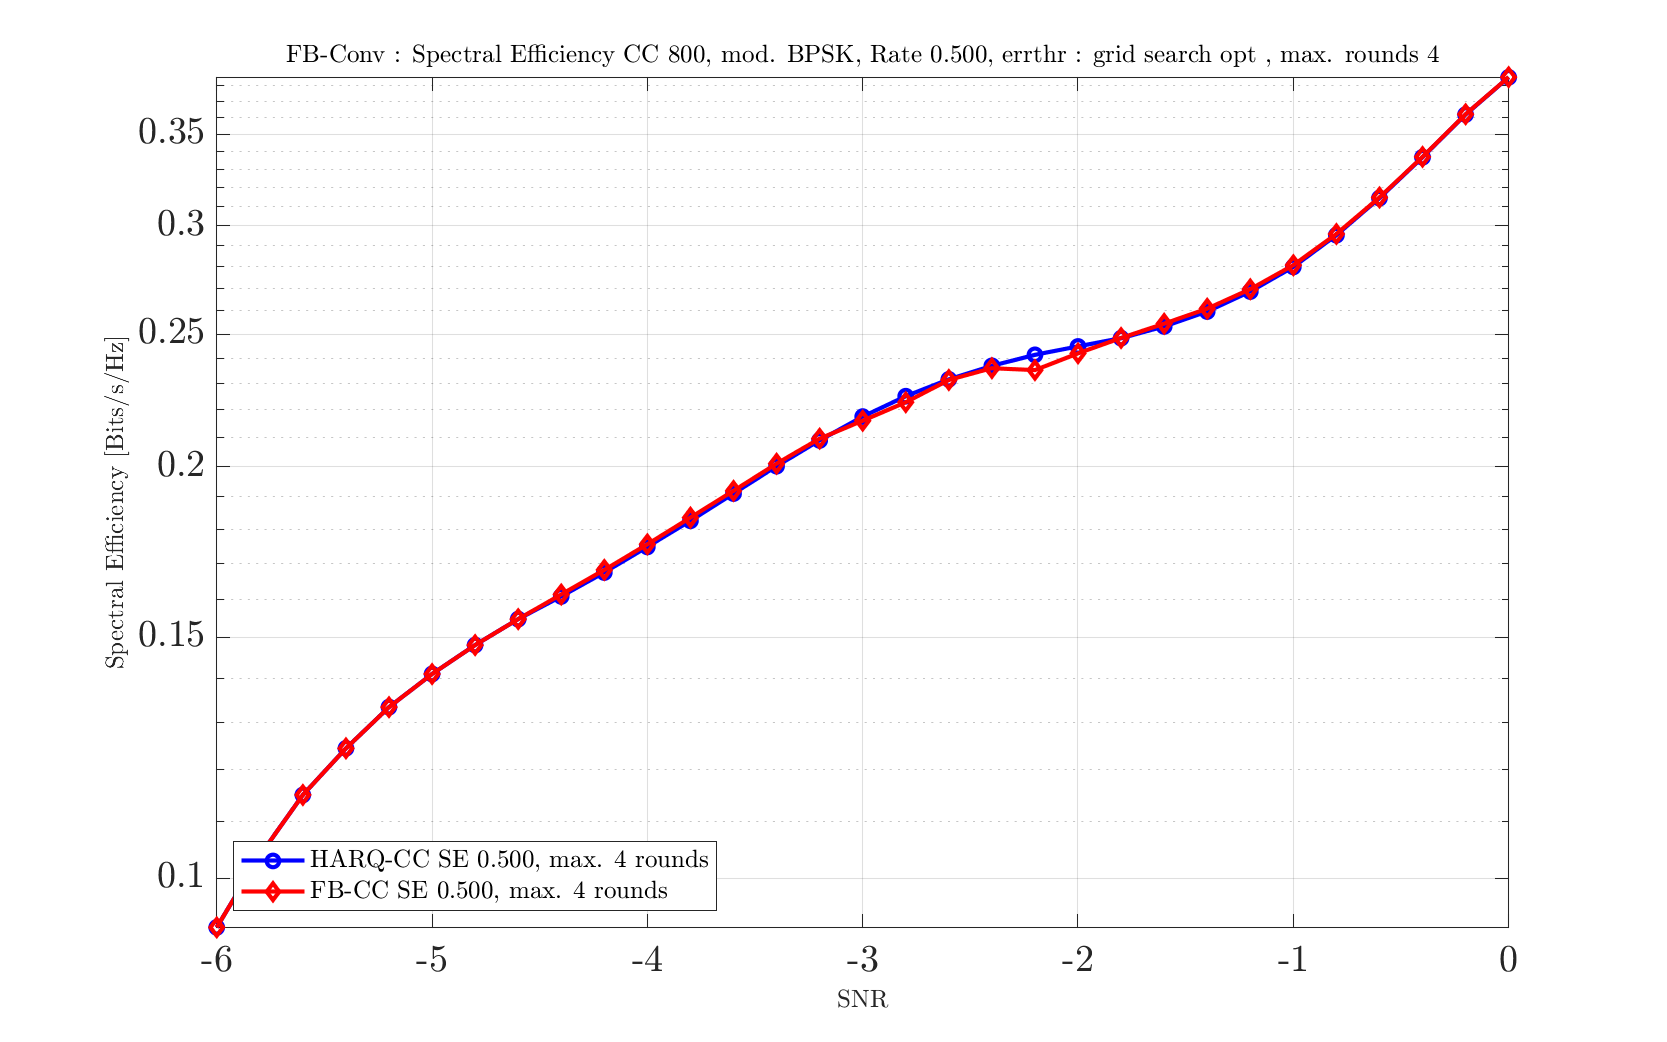 FB-Conv : Spectral Efficiency CC 800, mod. BPSK, Rate 0.500, errthr : grid search opt , max. rounds 4
Spectral Efficiency [Bits/s/Hz]
0.35
0.3
0.25
0.2
0.15
0.1
HARQ-CC SE 0.500, max. 4 rounds
FB-CC SE 0.500, max. 4 rounds
-6 -5 -4 -3 -2 -1 0
SNR